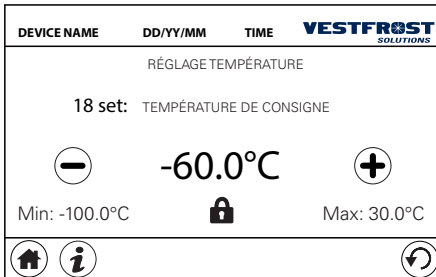 DEVICE NAME DD/YY/MM TIME VESTFROST SOLUTIONS
RÉGLAGE TEMPÉRATURE
18 set: TEMPÉRATURE DE CONSIGNE
-60.0°C
Min: -100.0°C Max: 30.0°C